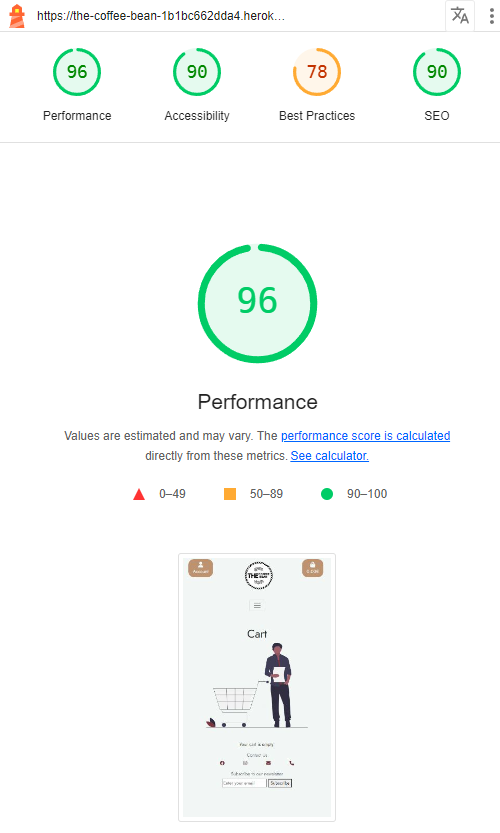 https://the-coffee-bean-1b1bc662dda4.herok…
96
90
78
90
Performance
Accessibility
Best Practices
SEO
96
Performance
Values are estimated and may vary. The performance score is calculated
directly from these metrics. See calculator.
0–49
50–89
90–100
Account
THE
Cart
Your cart is empty
Contact us
Subscribe to our newsletter
Enter your email
Subscribe